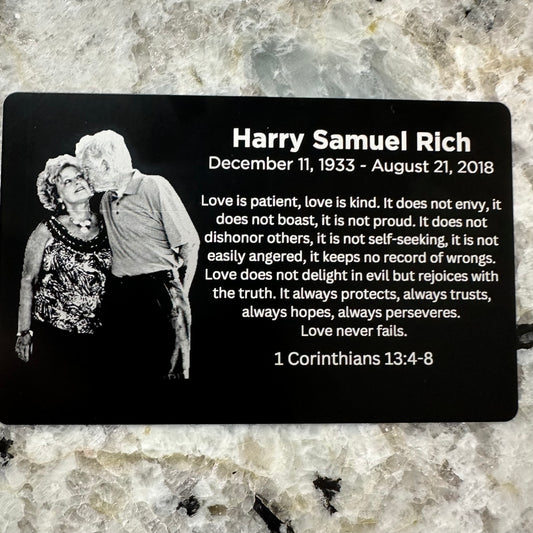 Harry Samuel Rich
December 11, 1933 - August 21, 2018
Love is patient, love is kind. It does not envy, it
does not boast, it is not proud. It does not
dishonor others, it is not self-seeking, it is not
easily angered, it keeps no record of wrongs.
Love does not delight in evil but rejoices with
the truth. It always protects, always trusts,
always hopes, always perseveres.
Love never fails.
1 Corinthians 13:4-8